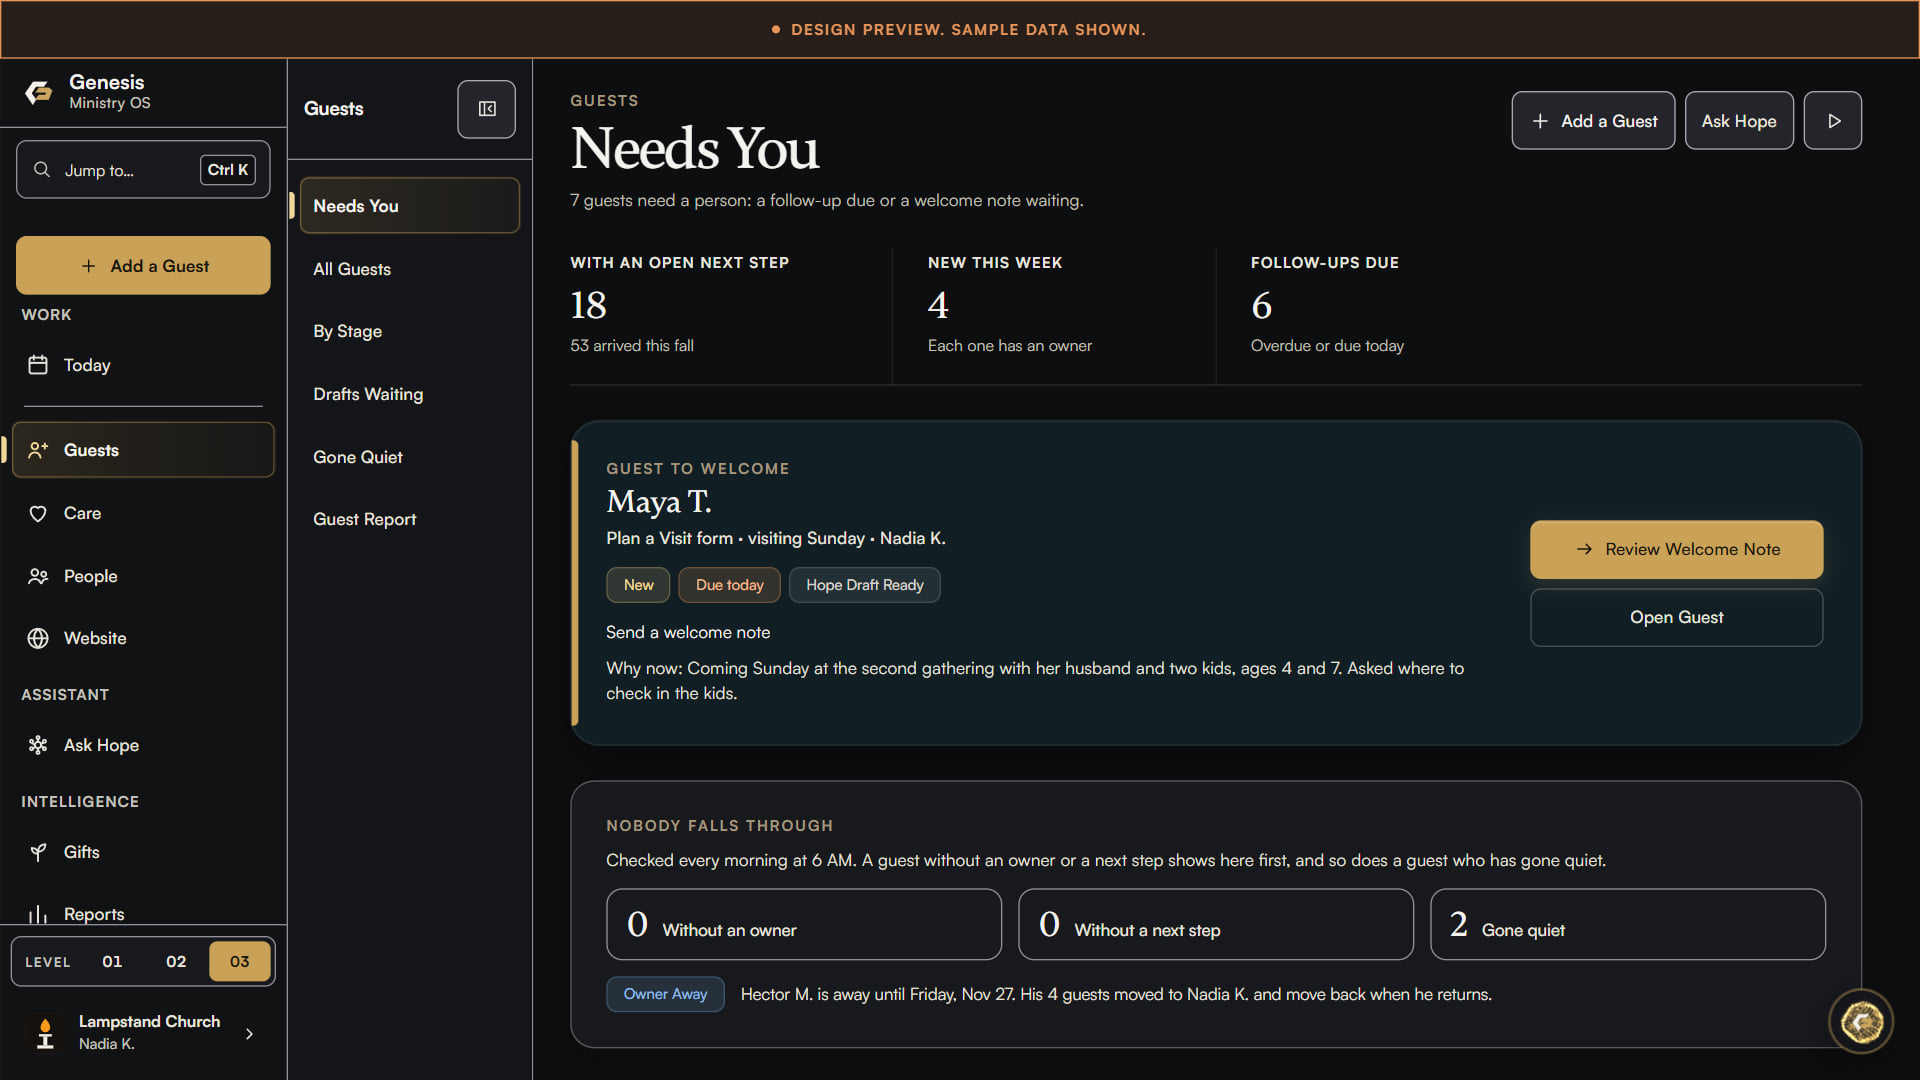 DESIGN PREVIEW. SAMPLE DATA SHOWN.
Genesis
Ministry OS
Jump to...
Ctrl K
Add a Guest
WORK
Today
Guests
Care
People
Website
ASSISTANT
Ask Hope
INTELLIGENCE
Gifts
Reports
LEVEL 01 02 03
Lampstand Church
Nadia K.
Guests
Needs You
All Guests
By Stage
Drafts Waiting
Gone Quiet
Guest Report
GUESTS
Needs You
7 guests need a person: a follow-up due or a welcome note waiting.
Add a Guest
Ask Hope
WITH AN OPEN NEXT STEP
18
53 arrived this fall
NEW THIS WEEK
4
Each one has an owner
FOLLOW-UPS DUE
6
Overdue or due today
GUEST TO WELCOME
Maya T.
Plan a Visit form · visiting Sunday · Nadia K.
New
Due today
Hope Draft Ready
Send a welcome note
Why now: Coming Sunday at the second gathering with her husband and two kids, ages 4 and 7. Asked where to
check in the kids.
Review Welcome Note
Open Guest
NOBODY FALLS THROUGH
Checked every morning at 6 AM. A guest without an owner or a next step shows here first, and so does a guest who has gone quiet.
0 Without an owner
0 Without a next step
2 Gone quiet
Owner Away
Hector M. is away until Friday, Nov 27. His 4 guests moved to Nadia K. and move back when he returns.